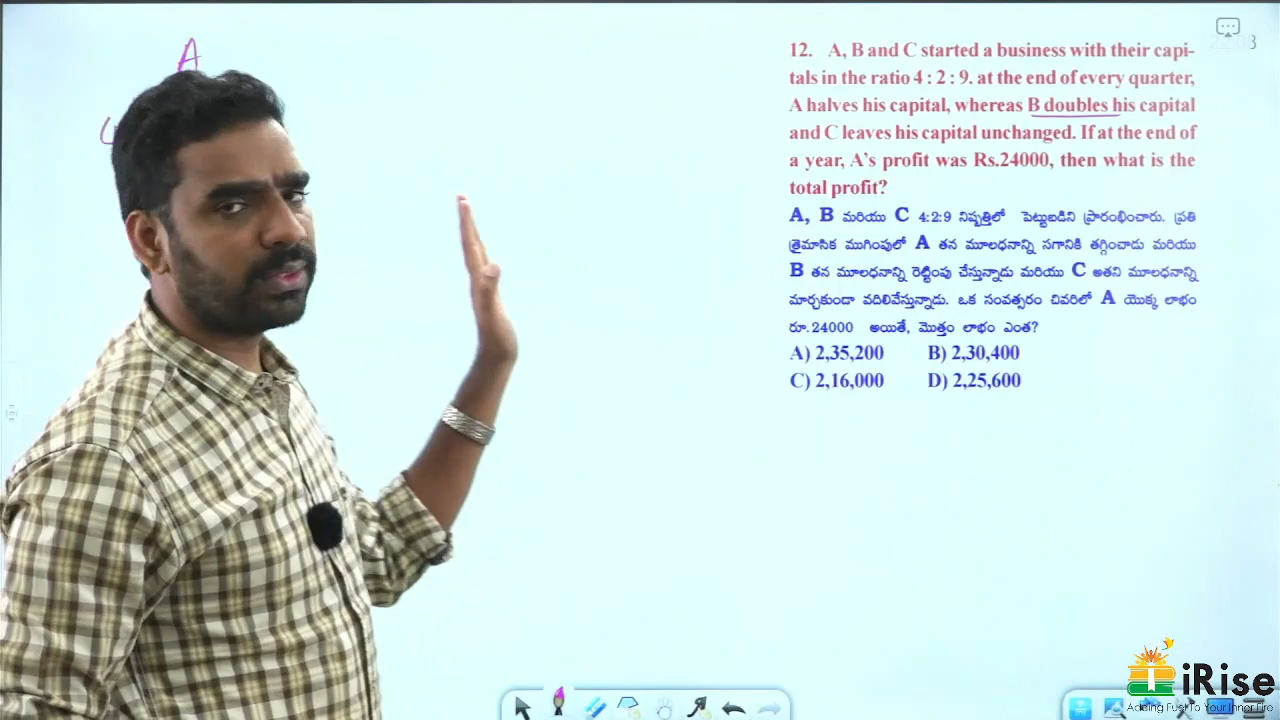 A
12. A, B and C started a business with their capi-
tals in the ratio 4 : 2 : 9. at the end of every quarter,
A halves his capital, whereas B doubles his capital
and C leaves his capital unchanged. If at the end of
a year, A's profit was Rs.24000, then what is the
total profit?
A, B మరియు C 4:2:9 నిష్పత్తిలో పెట్టుబడిని ప్రారంభించారు. ప్రతి
త్రైమాసిక ముగింపులో A తన మూలధనాన్ని సగానికి తగ్గించాడు మరియు
B తన మూలధనాన్ని రెట్టింపు చేస్తున్నాడు మరియు C అతని మూలధనాన్ని
మార్చకుండా వదిలివేస్తున్నాడు. ఒక సంవత్సరం చివరిలో A యొక్క లాభం
రూ.24000 అయితే, మొత్తం లాభం ఎంత?
A) 2,35,200 B) 2,30,400
C) 2,16,000 D) 2,25,600
iRise
Adding Fuel To Your Inner Fire